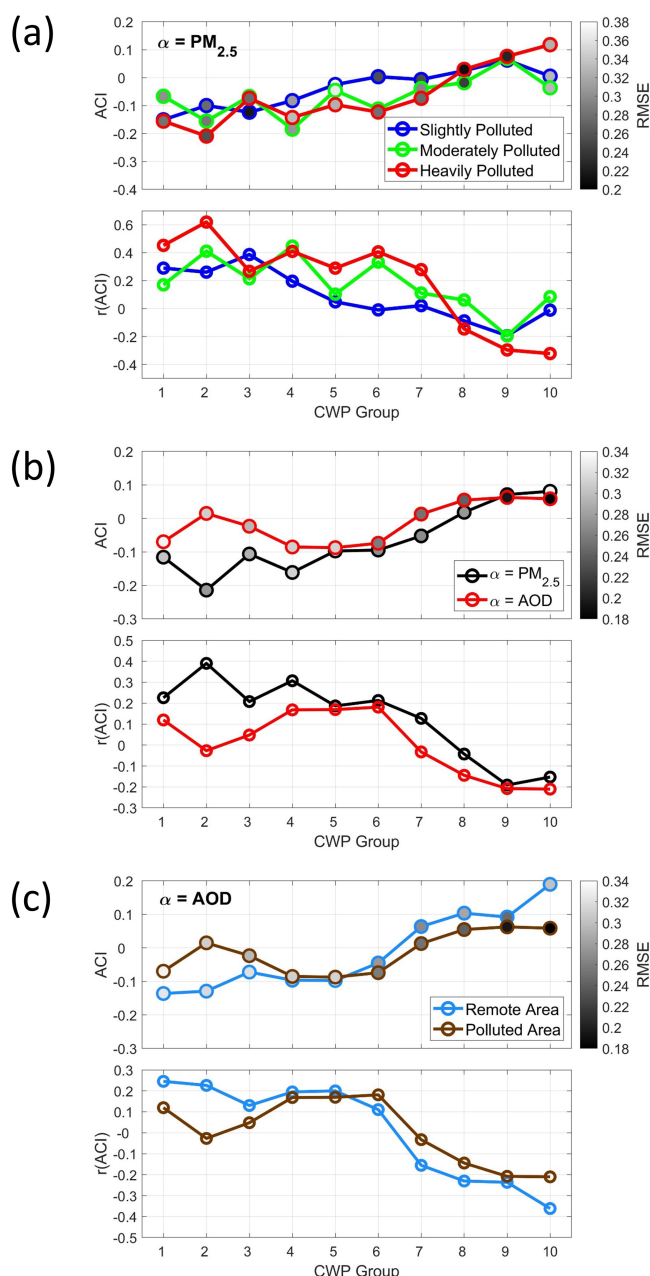 (a)
α = PM2.5
ACI
0.2
0.1
0
-0.1
-0.2
-0.3
-0.4
Slightly Polluted
Moderately Polluted
Heavily Polluted
0.38
0.36
0.34
0.32
0.3
0.28
0.26
0.24
0.22
0.2
RMSE
r(ACI)
0.6
0.4
0.2
0
-0.2
-0.4
1 2 3 4 5 6 7 8 9 10
CWP Group
(b)
ACI
0.2
0.1
0
-0.1
-0.2
-0.3
α = PM2.5
α = AOD
0.34
0.32
0.3
0.28
0.26
0.24
0.22
0.2
0.18
RMSE
r(ACI)
0.5
0.4
0.3
0.2
0.1
0
-0.1
-0.2
-0.3
1 2 3 4 5 6 7 8 9 10
CWP Group
(c)
α = AOD
ACI
0.2
0.1
0
-0.1
-0.2
-0.3
Remote Area
Polluted Area
0.34
0.32
0.3
0.28
0.26
0.24
0.22
0.2
0.18
RMSE
r(ACI)
0.3
0.2
0.1
-0
-0.1
-0.2
-0.3
-0.4
-0.5
1 2 3 4 5 6 7 8 9 10
CWP Group